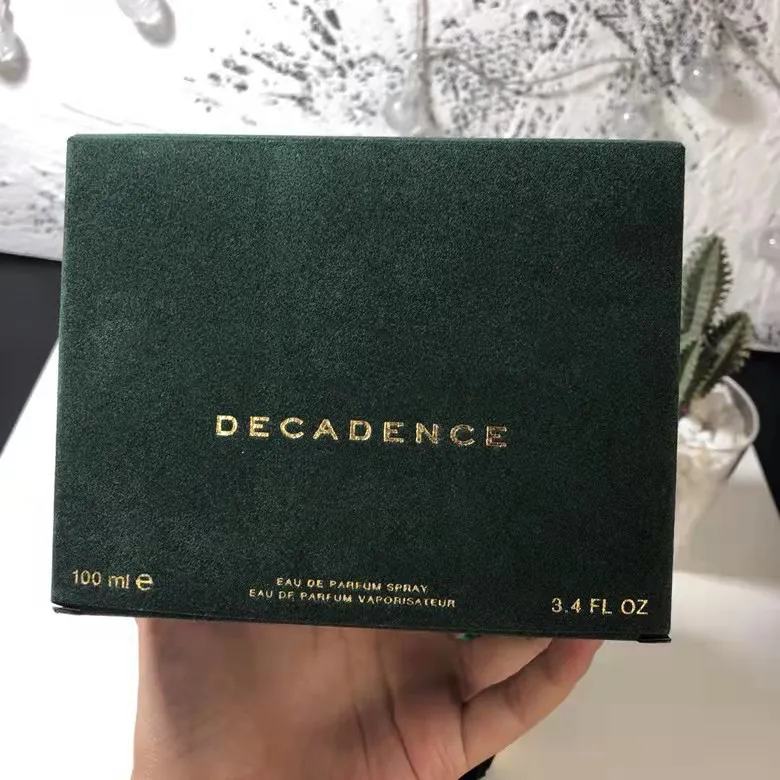 DECADENCE
100 ml e
EAU DE PARFUM SPRAY
EAU DE PARFUM VAPORISATEUR
3.4 FL OZ